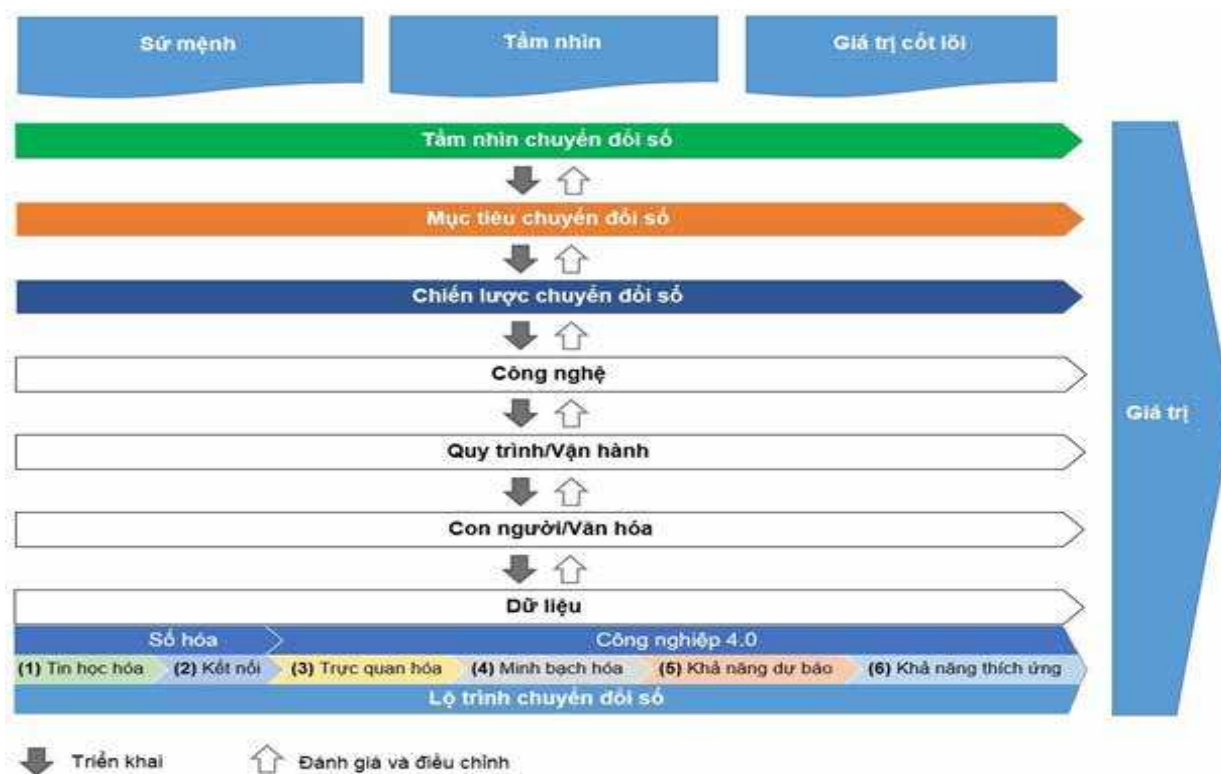 Sứ mệnh
Tầm nhìn
Giá trị cốt lõi
Tầm nhìn chuyển đổi số
Mục tiêu chuyển đổi số
Chiến lược chuyển đổi số
Công nghệ
Quy trình/Vận hành
Con người/Văn hóa
Dữ liệu
Giá trị
Số hóa
Công nghiệp 4.0
(1) Tin học hóa
(2) Kết nối
(3) Trực quan hóa
(4) Minh bạch hóa
(5) Khả năng dự báo
(6) Khả năng thích ứng
Lộ trình chuyển đổi số
Triển khai
Đánh giá và điều chỉnh